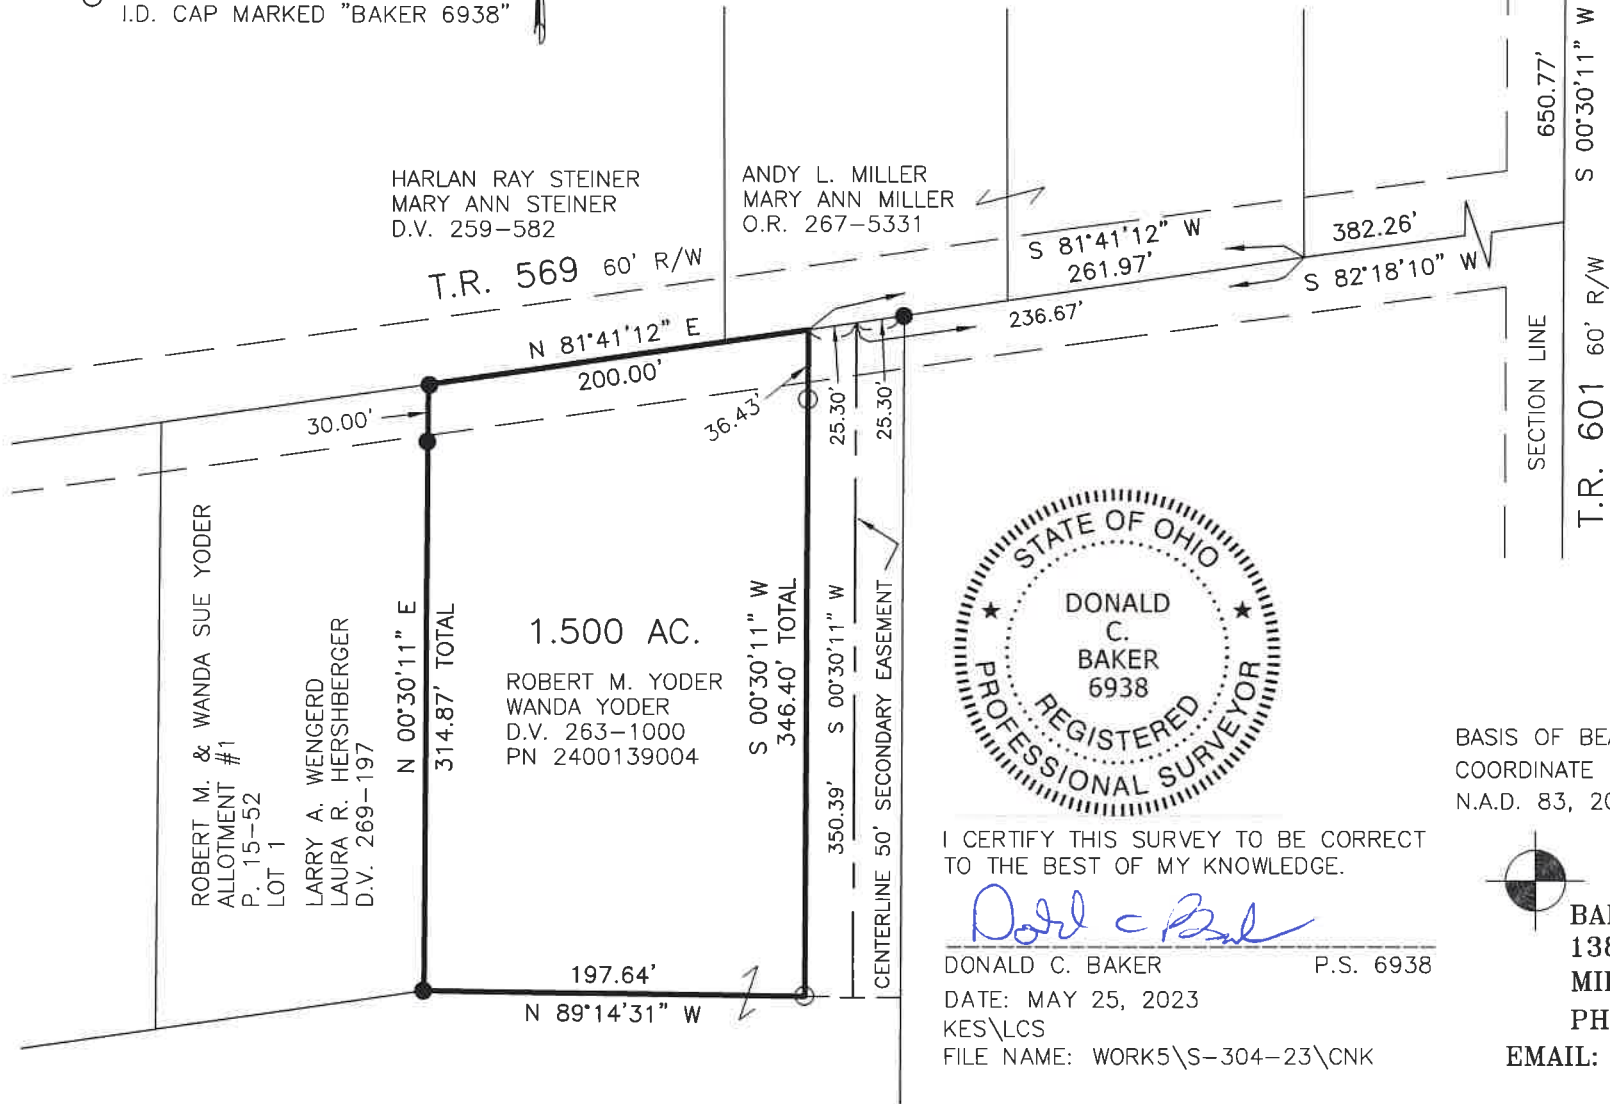 I.D. CAP MARKED "BAKER 6938"
HARLAN RAY STEINER
MARY ANN STEINER
D.V. 259–582
ANDY L. MILLER
MARY ANN MILLER
O.R. 267–5331
650.77'
S 00°30'11" W
T.R. 569 60' R/W
S 81°41'12" W
261.97'
382.26'
S 82°18'10" W
236.67'
N 81°41'12" E
200.00'
30.00'
36.43'
25.30'
25.30'
SECTION LINE
T.R. 601 60' R/W
ROBERT M. & WANDA SUE YODER
ALLOTMENT #1
P. 15–52
LOT 1
LARRY A. WENGERD
LAURA R. HERSHBERGER
D.V. 269–197
N 00°30'11" E
314.87' TOTAL
1.500 AC.
ROBERT M. YODER
WANDA YODER
D.V. 263–1000
PN 2400139004
S 00°30'11" W
346.40' TOTAL
350.39' S 00°30'11" W
CENTERLINE 50' SECONDARY EASEMENT
197.64'
N 89°14'31" W
STATE OF OHIO
DONALD
C.
BAKER
6938
REGISTERED
PROFESSIONAL SURVEYOR
I CERTIFY THIS SURVEY TO BE CORRECT
TO THE BEST OF MY KNOWLEDGE.
DONALD C. BAKER P.S. 6938
DATE: MAY 25, 2023
KES\LCS
FILE NAME: WORK5\S–304–23\CNK
BASIS OF BEA
COORDINATE
N.A.D. 83, 20
BA
138
MI
PH
EMAIL: